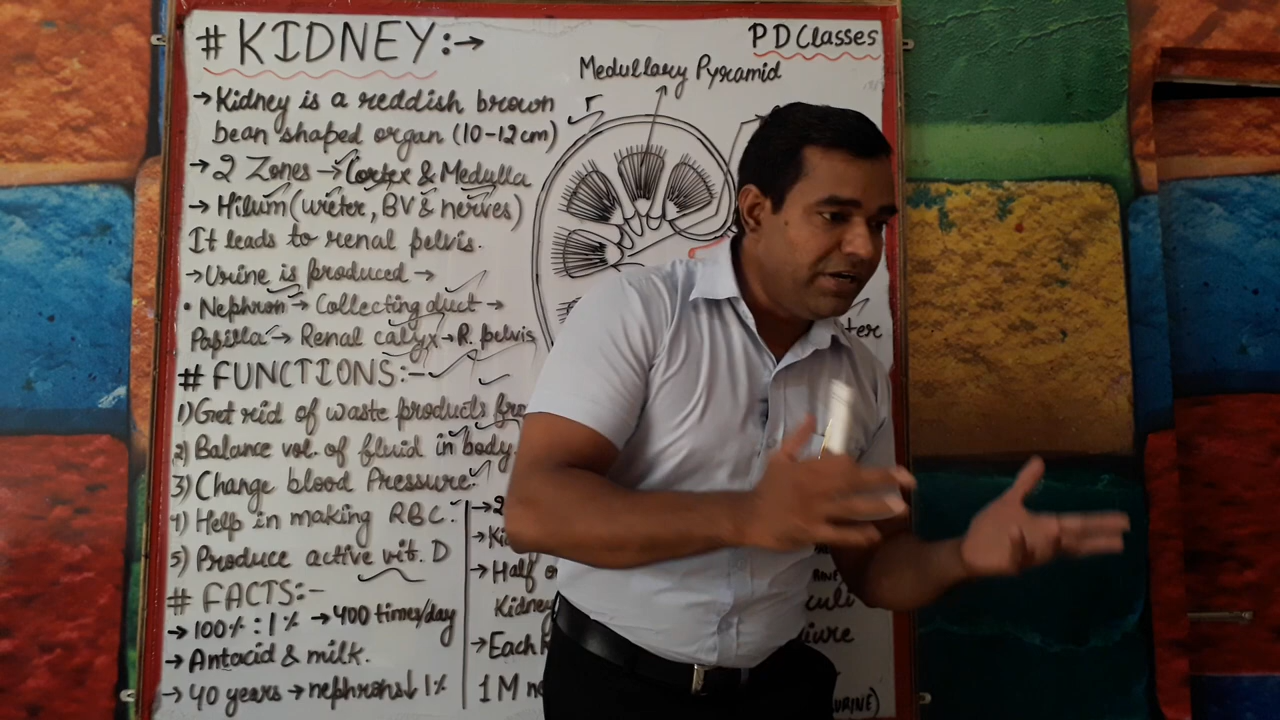 # KIDNEY:→
PD Classes
Medullary Pyramid
→ Kidney is a reddish brown
bean shaped organ (10-12cm)
→ 2 Zones → Cortex & Medulla
→ Hilum (ureter, BV & nerves)
It leads to renal pelvis.
→ Urine is produced →
• Nephron → Collecting duct →
Papilla → Renal calyx → R. pelvis
# FUNCTIONS:-
1) Get rid of waste products
2) Balance vol. of fluid in body
3) Change blood Pressure.
4) Help in making RBC.
5) Produce active vit. D
# FACTS:-
→ 100% : 1% → 400 times/day
→ Antacid & milk.
→ 40 years → nephrons↓ 1%
→ 2
→ Half
Kidney
→ Each
1 M
URINE)